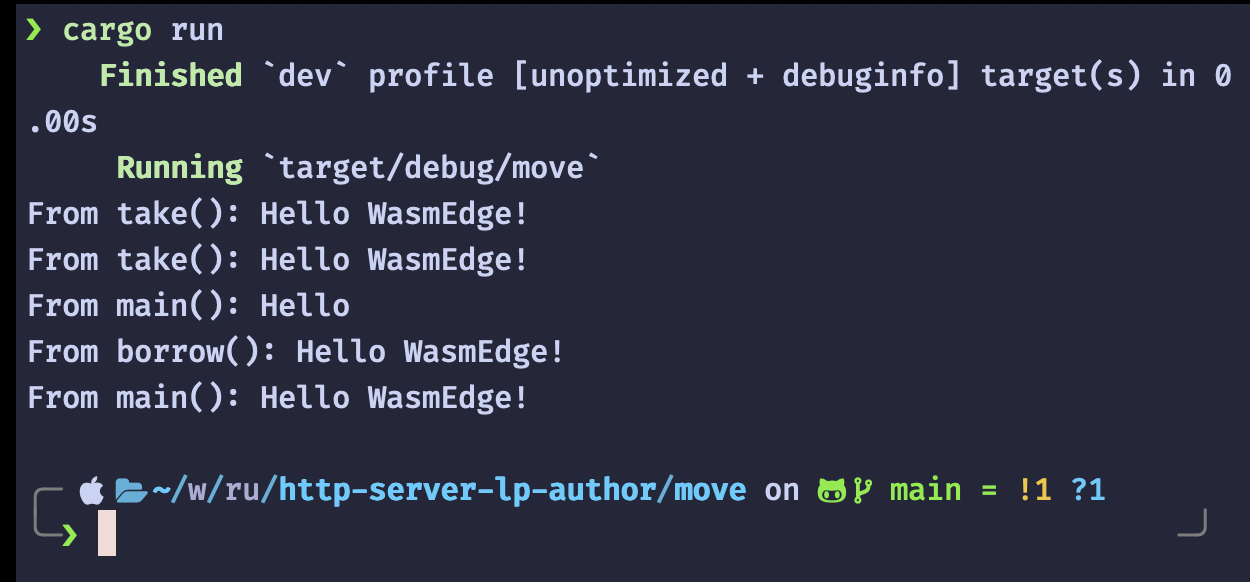 ❯ cargo run
Finished `dev` profile [unoptimized + debuginfo] target(s) in 0
.00s
Running `target/debug/move`
From take(): Hello WasmEdge!
From take(): Hello WasmEdge!
From main(): Hello
From borrow(): Hello WasmEdge!
From main(): Hello WasmEdge!
~/w/ru/http-server-lp-author/move on main = !1 ?1
❯